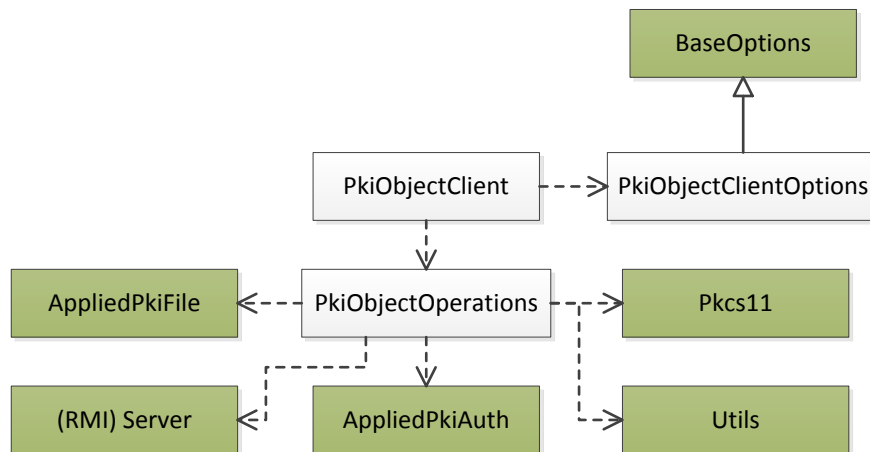 BaseOptions
PkiObjectClient
PkiObjectClientOptions
AppliedPkiFile
PkiObjectOperations
Pkcs11
(RMI) Server
AppliedPkiAuth
Utils